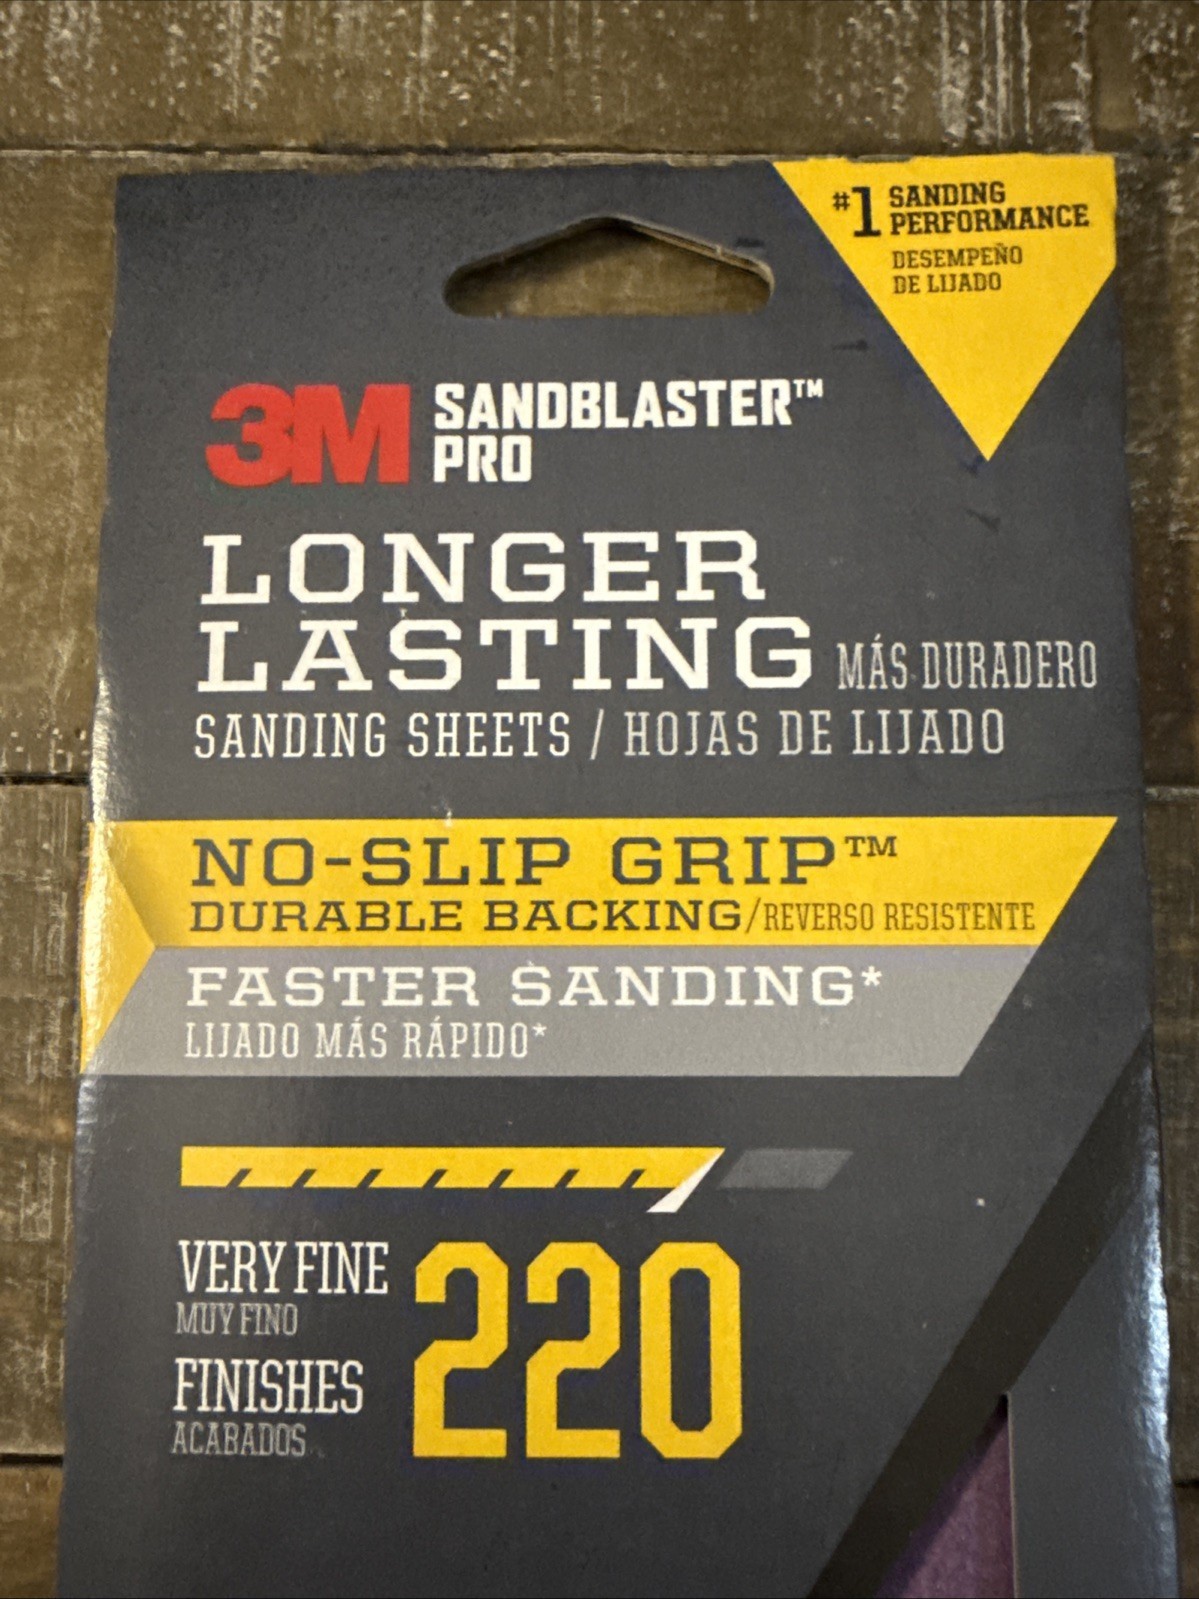 #1 SANDING
PERFORMANCE
DESEMPEÑO
DE LIJADO
3M SANDBLASTER™
PRO
LONGER
LASTING MÁS DURADERO
SANDING SHEETS / HOJAS DE LIJADO
NO-SLIP GRIP™
DURABLE BACKING/REVERSO RESISTENTE
FASTER SANDING*
LIJADO MÁS RÁPIDO*
VERY FINE
MUY FINO
FINISHES
ACABADOS
220